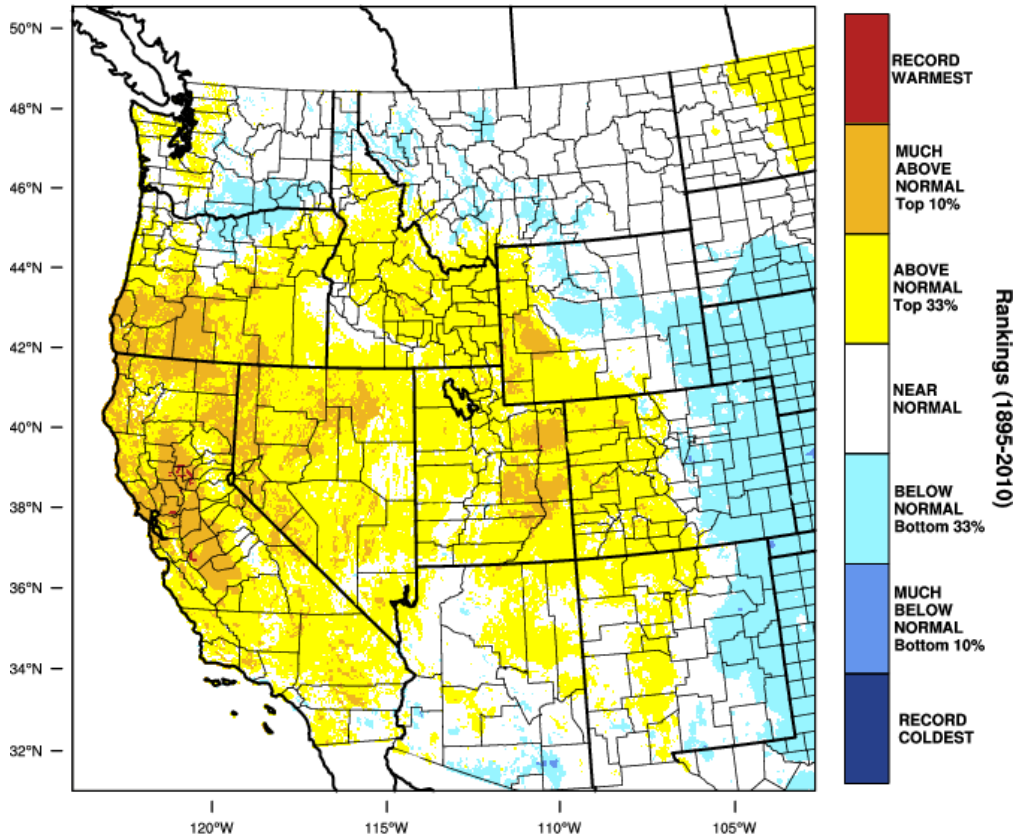 50°N
48°N
46°N
44°N
42°N
40°N
38°N
36°N
34°N
32°N
120°W
115°W
110°W
105°W
RECORD
WARMEST
MUCH
ABOVE
NORMAL
Top 10%
ABOVE
NORMAL
Top 33%
NEAR
NORMAL
BELOW
NORMAL
Bottom 33%
MUCH
BELOW
NORMAL
Bottom 10%
RECORD
COLDEST
Rankings (1895-2010)